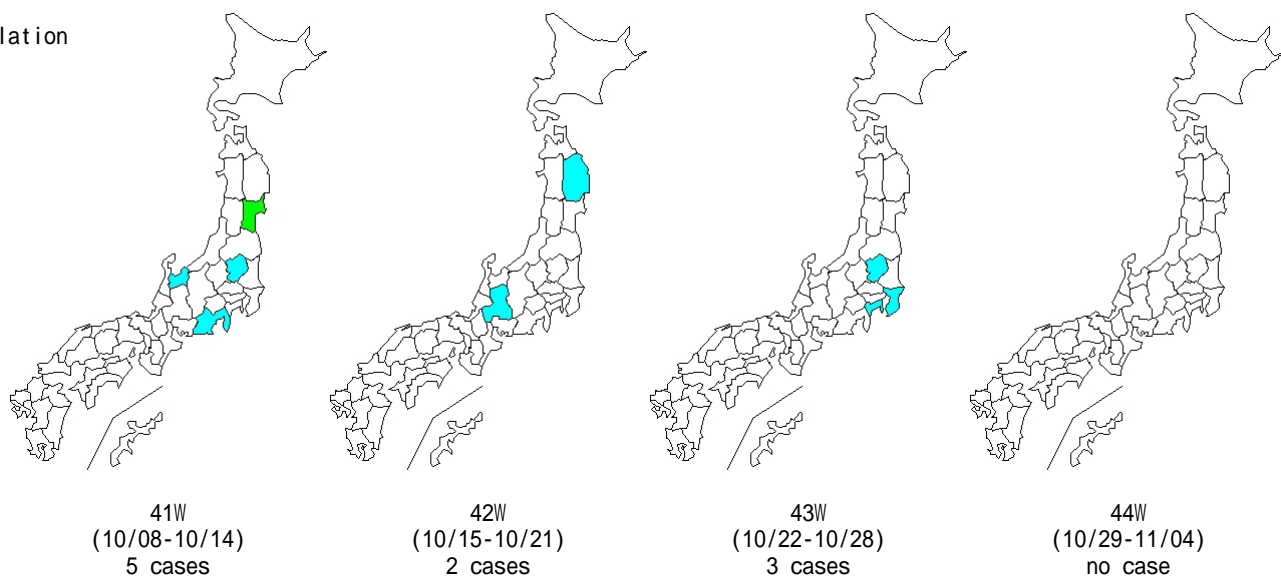 lation
41W
(10/08-10/14)
5 cases
42W
(10/15-10/21)
2 cases
43W
(10/22-10/28)
3 cases
44W
(10/29-11/04)
no case